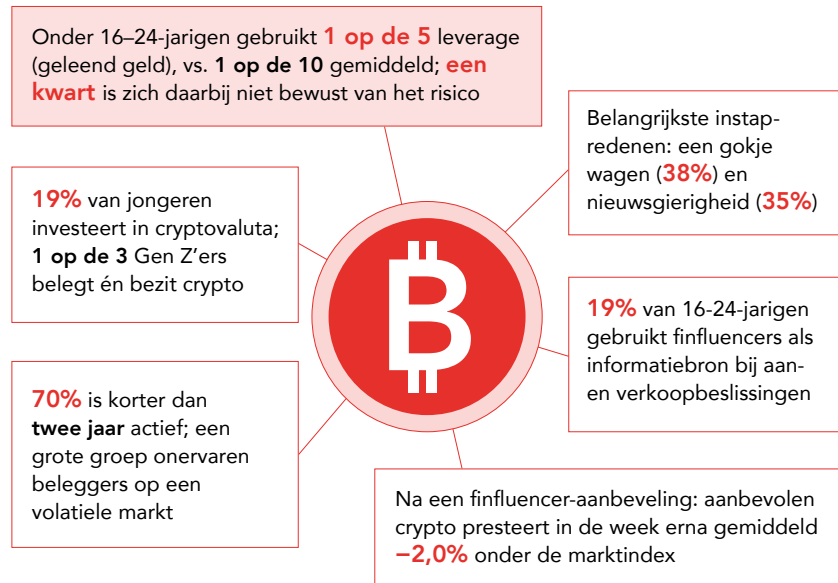 Onder 16–24-jarigen gebruikt 1 op de 5 leverage
(geleend geld), vs. 1 op de 10 gemiddeld; een
kwart is zich daarbij niet bewust van het risico
Belangrijkste instap-
redenen: een gokje
wagen (38%) en
nieuwsgierigheid (35%)
19% van jongeren
investeert in cryptovaluta;
1 op de 3 Gen Z’ers
belegt én bezit crypto
19% van 16-24-jarigen
gebruikt finfluencers als
informatiebron bij aan-
en verkoopbeslissingen
70% is korter dan
twee jaar actief; een
grote groep onervaren
beleggers op een
volatiele markt
Na een finfluencer-aanbeveling: aanbevolen
crypto presteert in de week erna gemiddeld
−2,0% onder de marktindex